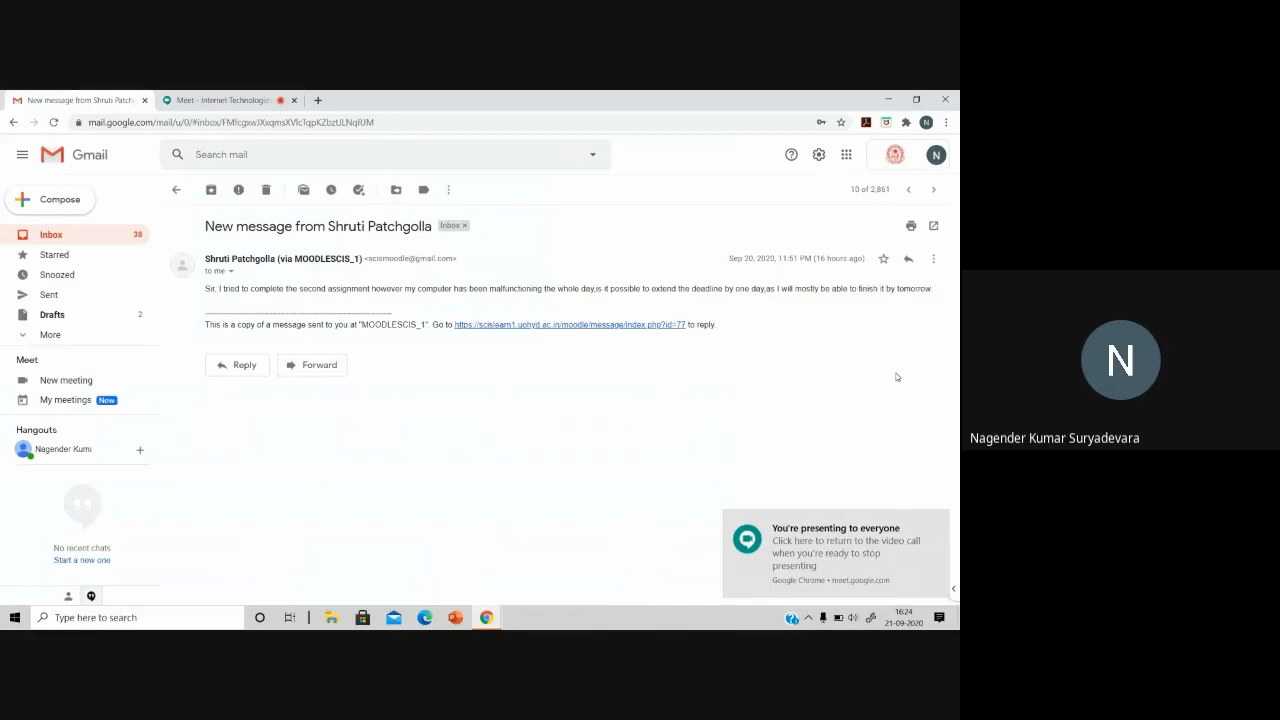 New message from Shruti Patch
Meet - Internet Technologies
mail.google.com/mail/u/0/#inbox/
Gmail
Search mail
N
Compose
10 of 2,861
Inbox 38
Starred
Snoozed
Sent
Drafts 2
More
New message from Shruti Patchgolla Inbox ×
Shruti Patchgolla (via MOODLESCIS_1) <scismoodle@gmail.com>
Sep 20, 2020, 11:51 PM (16 hours ago)
to me
Sir, I tried to complete the second assignment however my computer has been malfunctioning the whole day,is it possible to extend the deadline by one day,as I will mostly be able to finish it by tomorrow.
----------------------------------------------------------------------
This is a copy of a message sent to you at "MOODLESCIS_1". Go to https://scislearn1.uohyd.ac.in/moodle/message/index.php?id=77 to reply.
Reply
Forward
Meet
New meeting
My meetings New
Hangouts
Nagender Kuma
No recent chats
Start a new one
You're presenting to everyone
Click here to return to the video call
when you're ready to stop
presenting
Google Chrome • meet.google.com
Type here to search
16:24
21-09-2020
N
Nagender Kumar Suryadevara